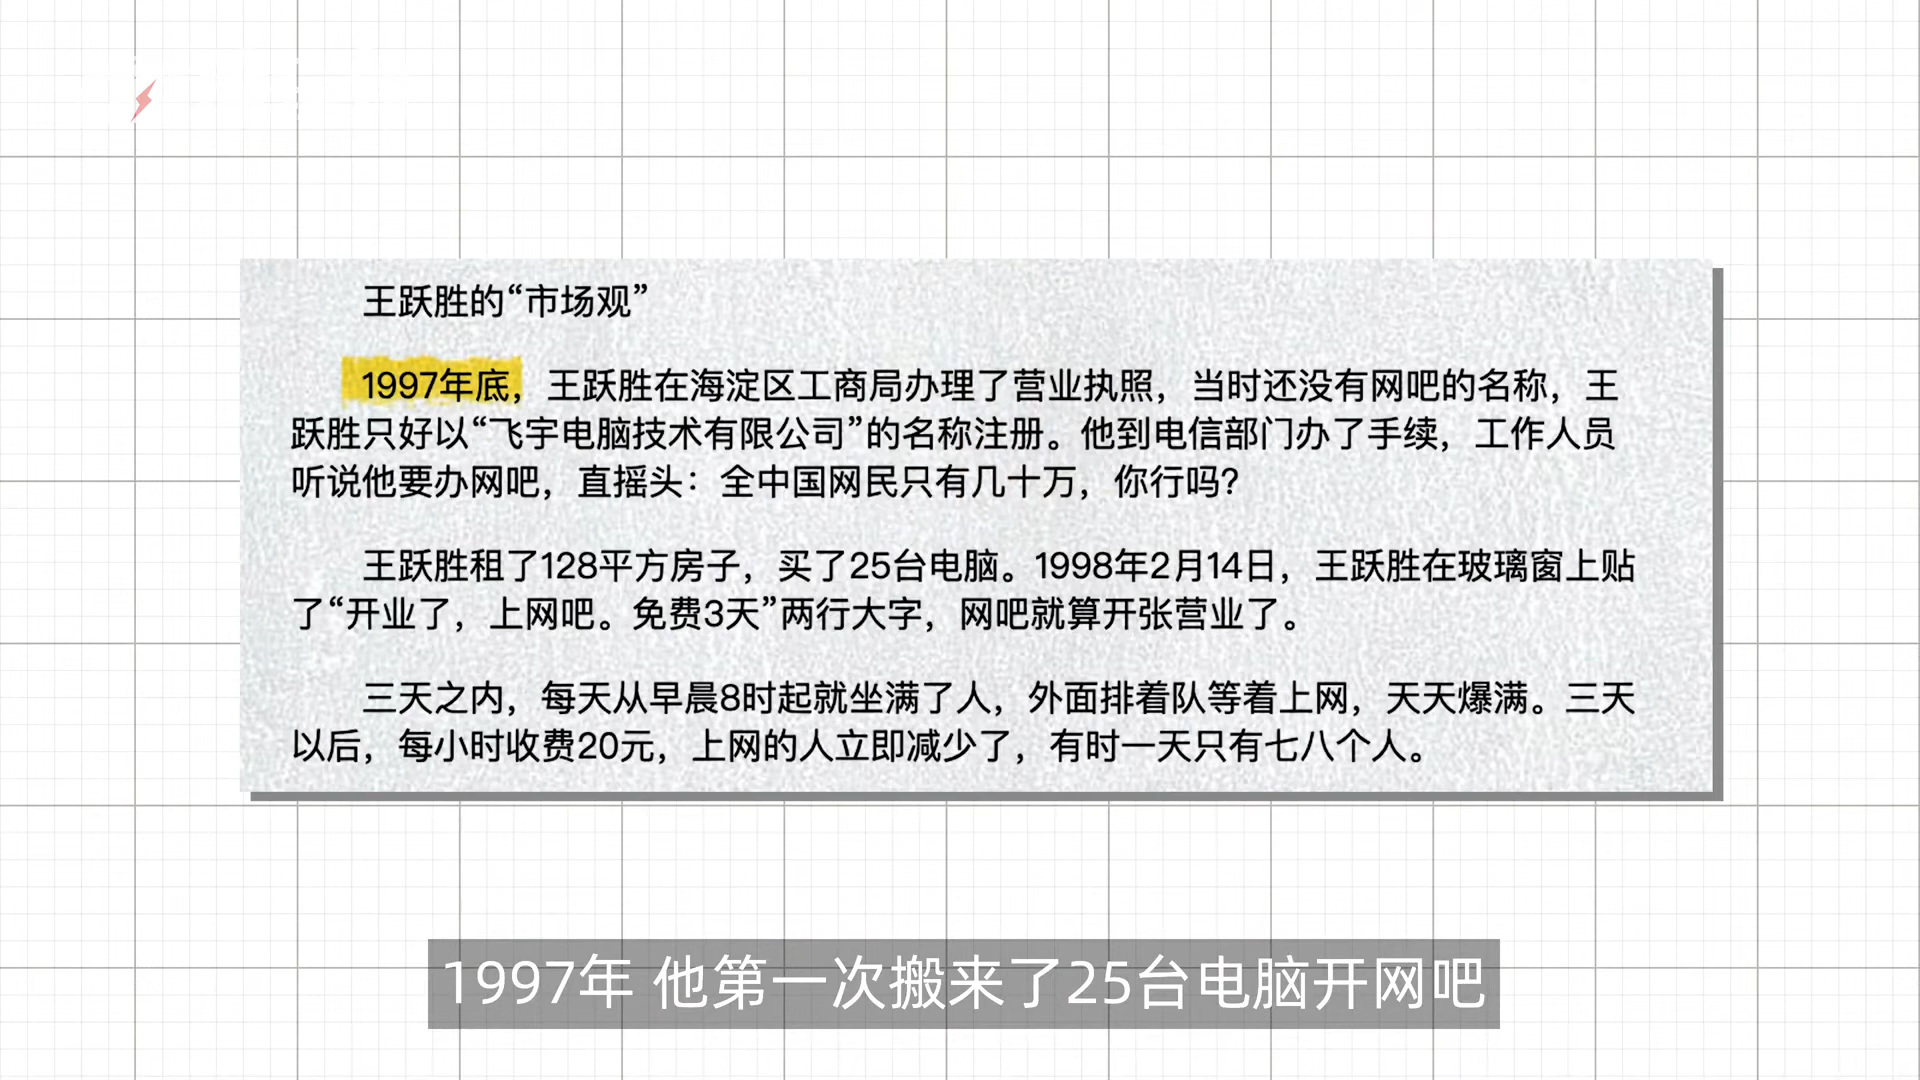 王跃胜的“市场观”
1997年底，王跃胜在海淀区工商局办理了营业执照，当时还没有网吧的名称，王
跃胜只好以“飞宇电脑技术有限公司”的名称注册。他到电信部门办了手续，工作人员
听说他要办网吧，直摇头：全中国网民只有几十万，你行吗？
王跃胜租了128平方房子，买了25台电脑。1998年2月14日，王跃胜在玻璃窗上贴
了“开业了，上网吧。免费3天”两行大字，网吧就算开张营业了。
三天之内，每天从早晨8时起就坐满了人，外面排着队等着上网，天天爆满。三天
以后，每小时收费20元，上网的人立即减少了，有时一天只有七八个人。
1997年 他第一次搬来了25台电脑开网吧